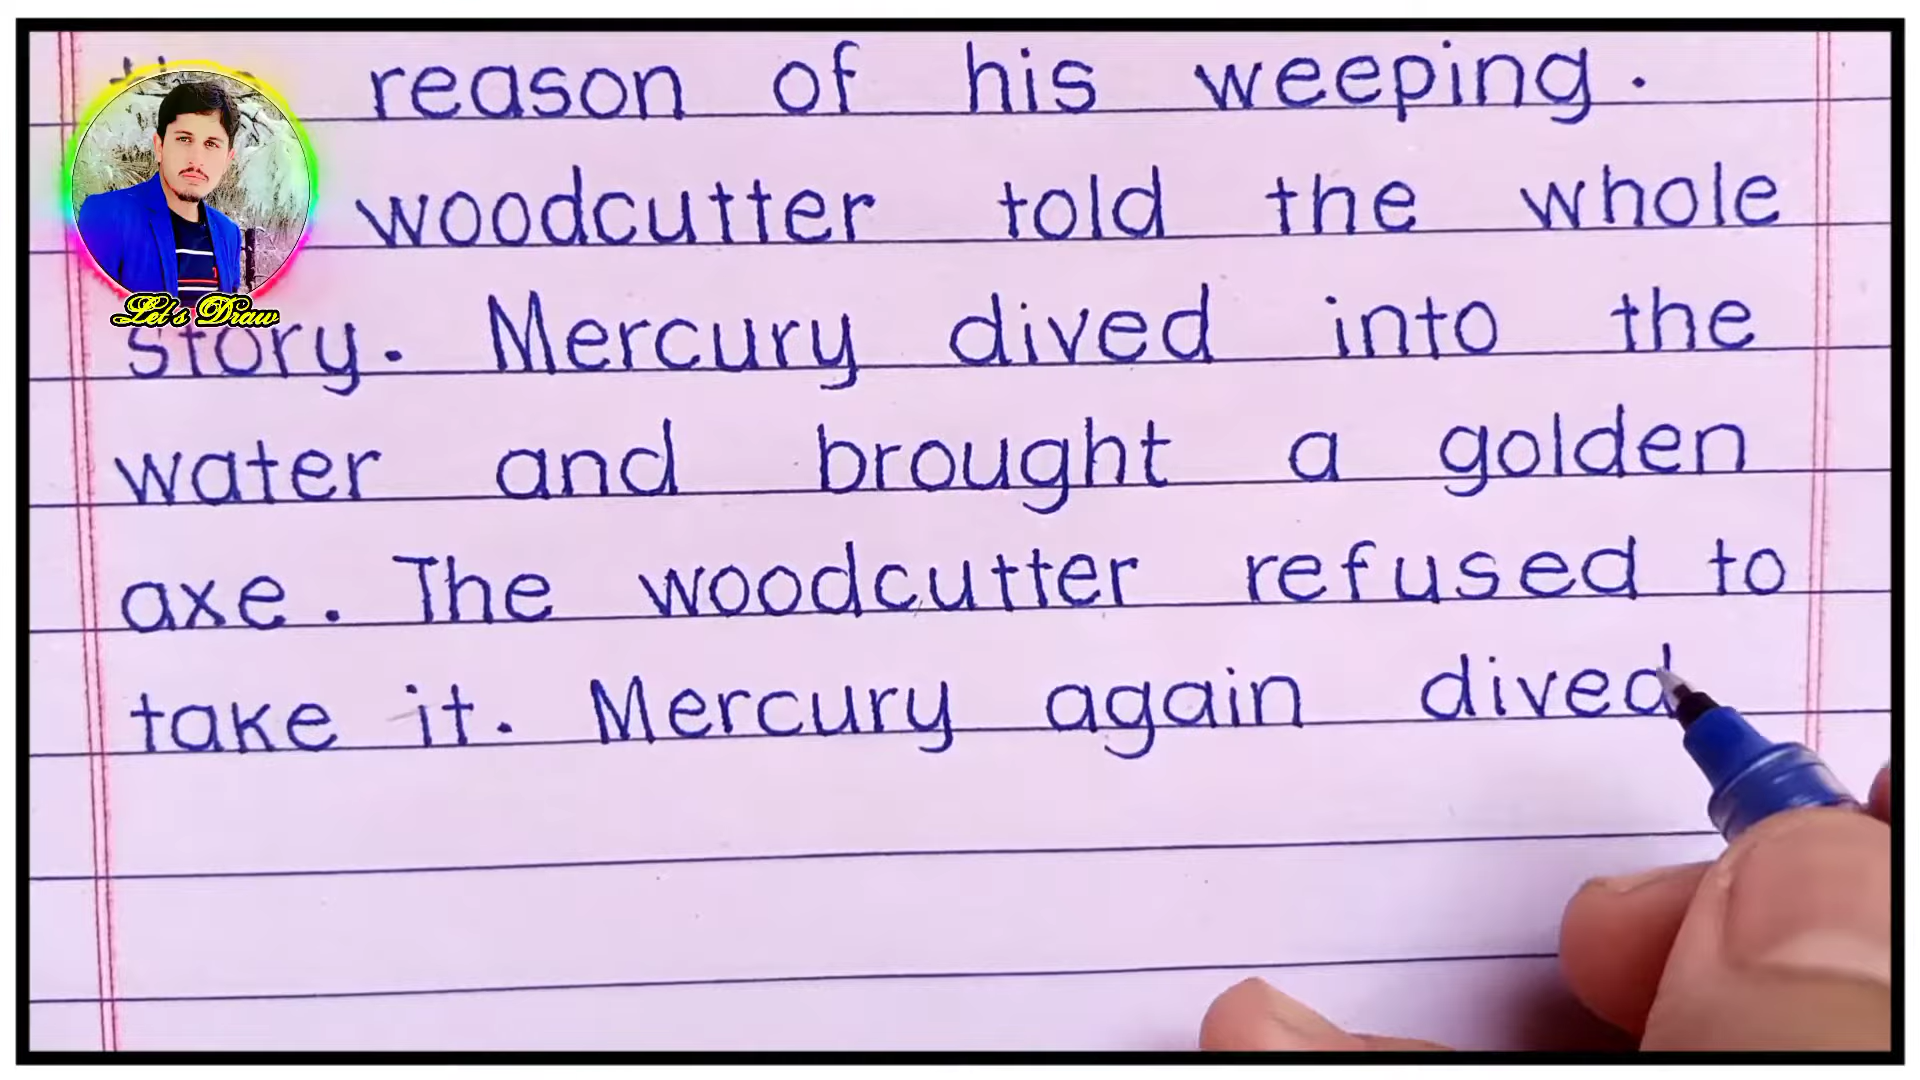 the reason of his weeping.
woodcutter told the whole
Let's Draw
story. Mercury dived into the
water and brought a golden
axe. The woodcutter refused to
take it. Mercury again dived